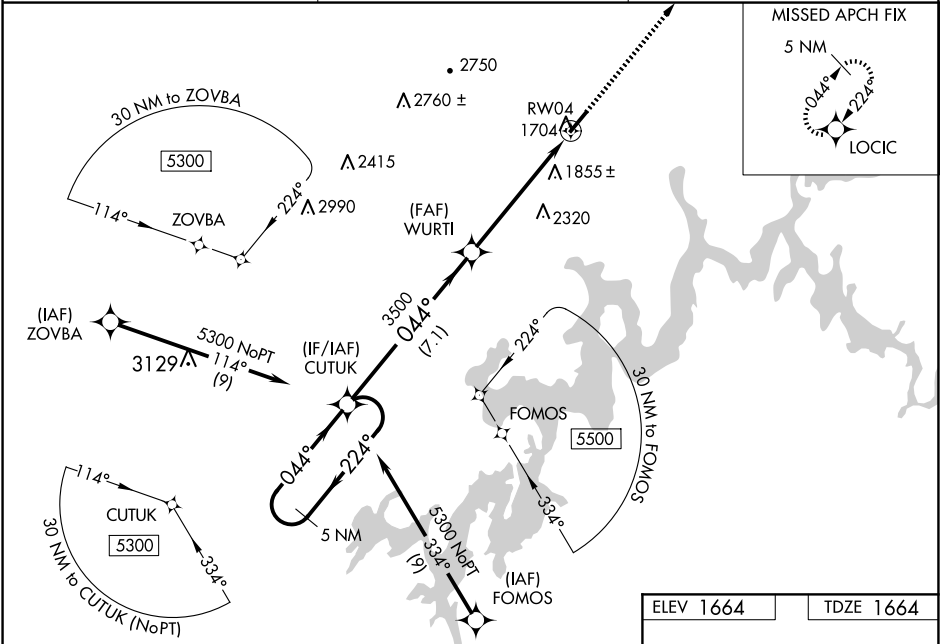 MISSED APCH FIX
5 NM
044°
224°
LOCIC
2750
2760 ±
RW04
1704
2415
1855 ±
2320
30 NM to ZOVBA
5300
224°
2990
114°
ZOVBA
(FAF)
WURTI
(IAF)
ZOVBA
5300 NoPT
114°
(9)
3129
3500
044°
(7.1)
(IF/IAF)
CUTUK
224°
FOMOS
5500
30 NM to FOMOS
334°
044°
224°
5 NM
114°
CUTUK
5300
334°
30 NM to CUTUK (NoPT)
5300 NoPT
334°
(9)
(IAF)
FOMOS
ELEV 1664
TDZE 1664